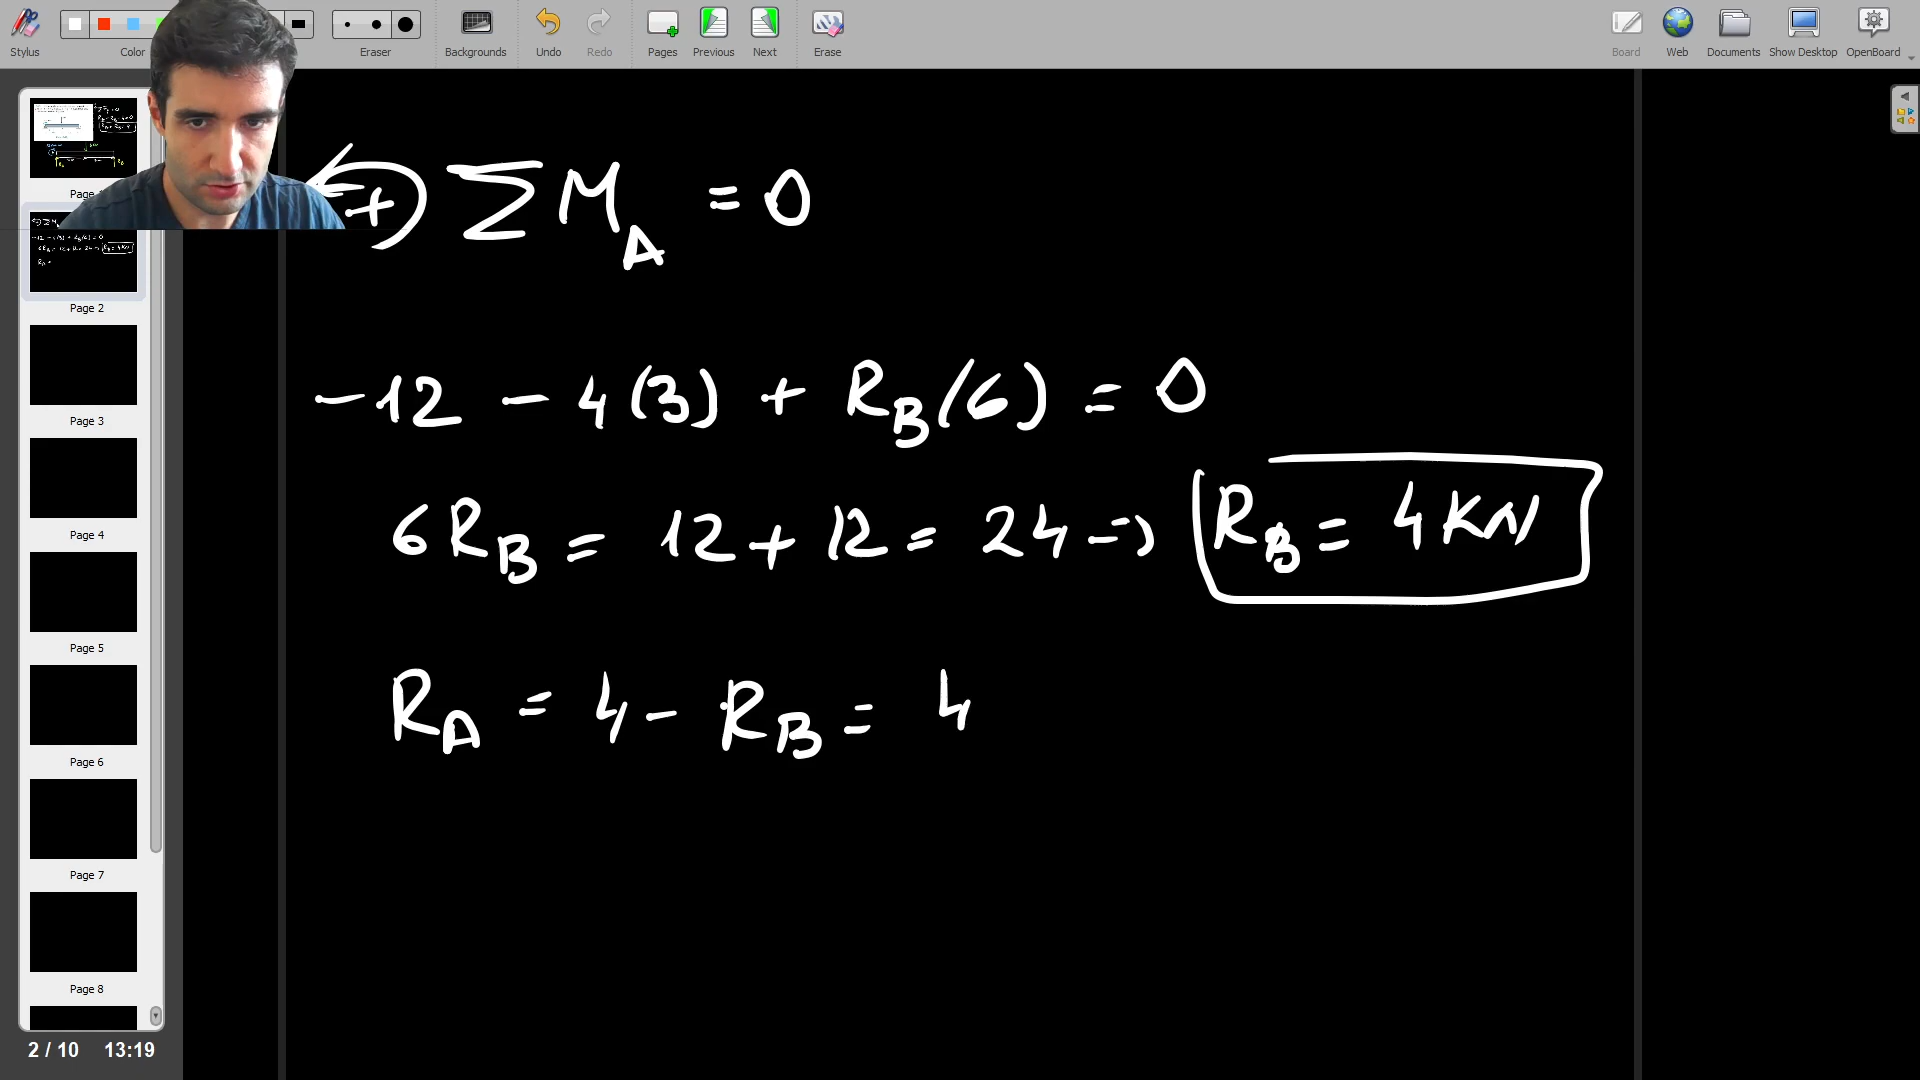 Stylus
Color
Eraser
Backgrounds
Undo
Redo
Pages
Previous
Next
Erase
Board
Web
Documents
Show Desktop
OpenBoard
+ ΣM_A = 0
-12 - 4(3) + R_B(6) = 0
6R_B = 12 + 12 = 24 => R_B = 4KN
R_A = 4 - R_B = 4
Page 2
Page 3
Page 4
Page 5
Page 6
Page 7
Page 8
2 / 10 13:19